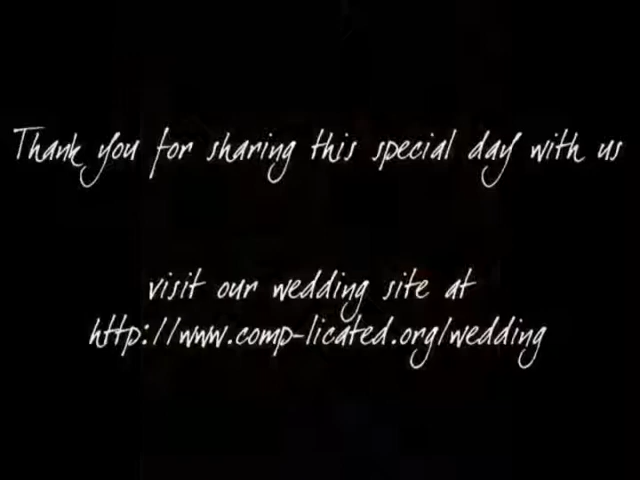 Thank you for sharing this special day with us
visit our wedding site at
http://www.comp-licated.org/wedding